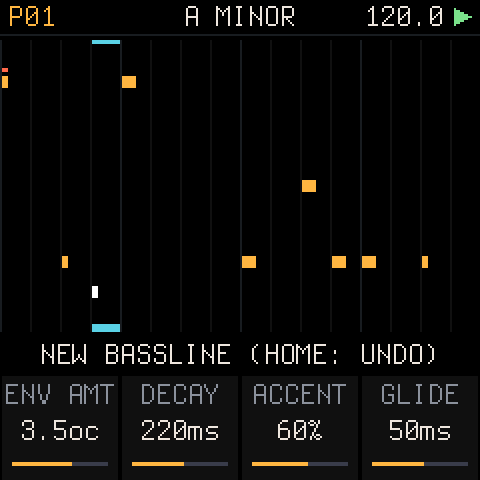 P01 A MINOR 120.0
NEW BASSLINE (HOME: UNDO)
ENV AMT DECAY ACCENT GLIDE
3.5oc 220ms 60% 50ms